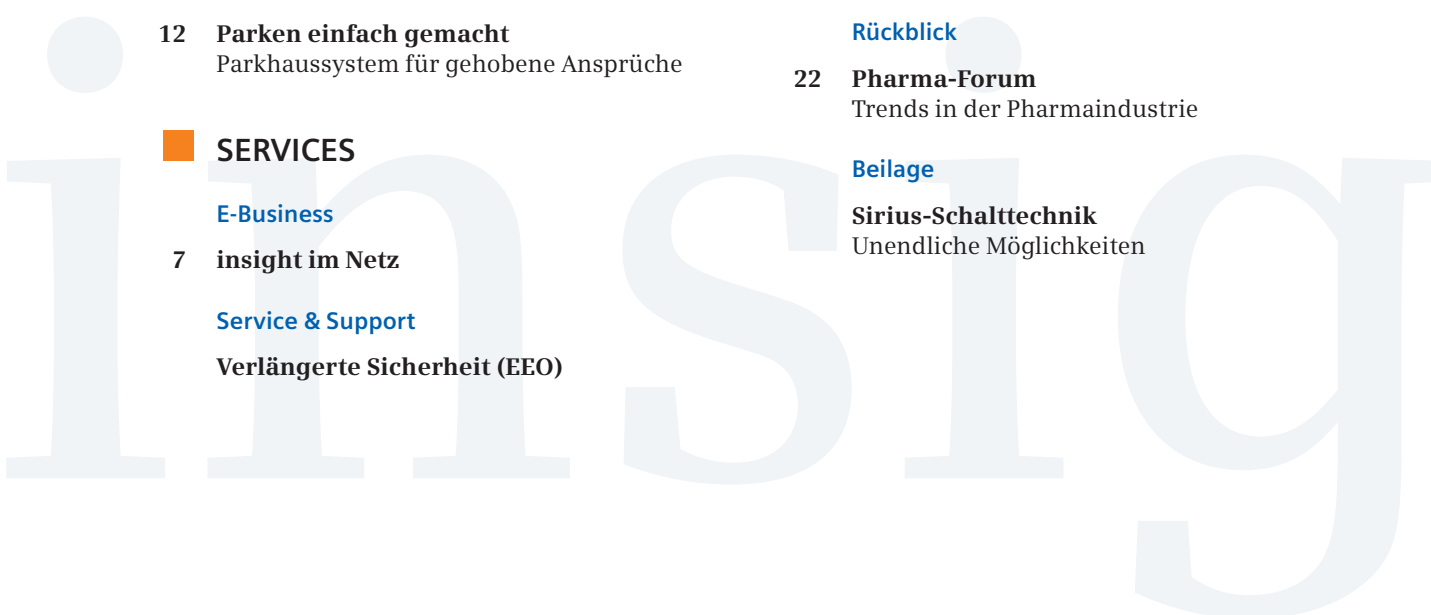 12 Parken einfach gemacht
Parkhaussystem für gehobene Ansprüche
SERVICES
E-Business
7 insight im Netz
Service & Support
Verlängerte Sicherheit (EEO)
Rückblick
22 Pharma-Forum
Trends in der Pharmaindustrie
Beilage
Sirius-Schalttechnik
Unendliche Möglichkeiten
insig